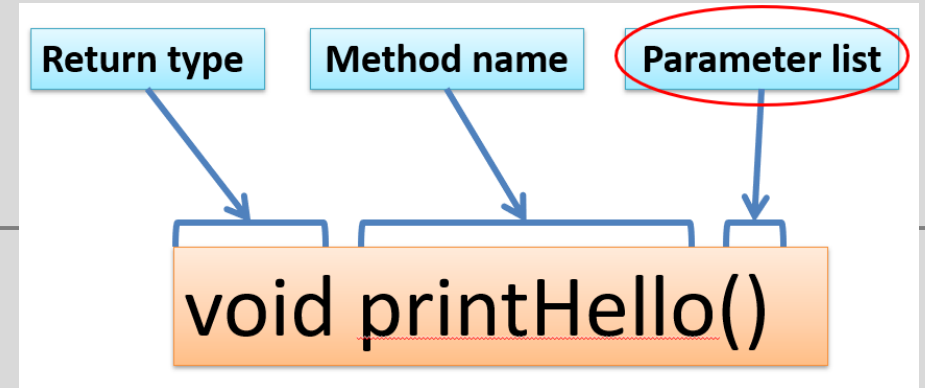 Return type
Method name
Parameter list
void printHello()